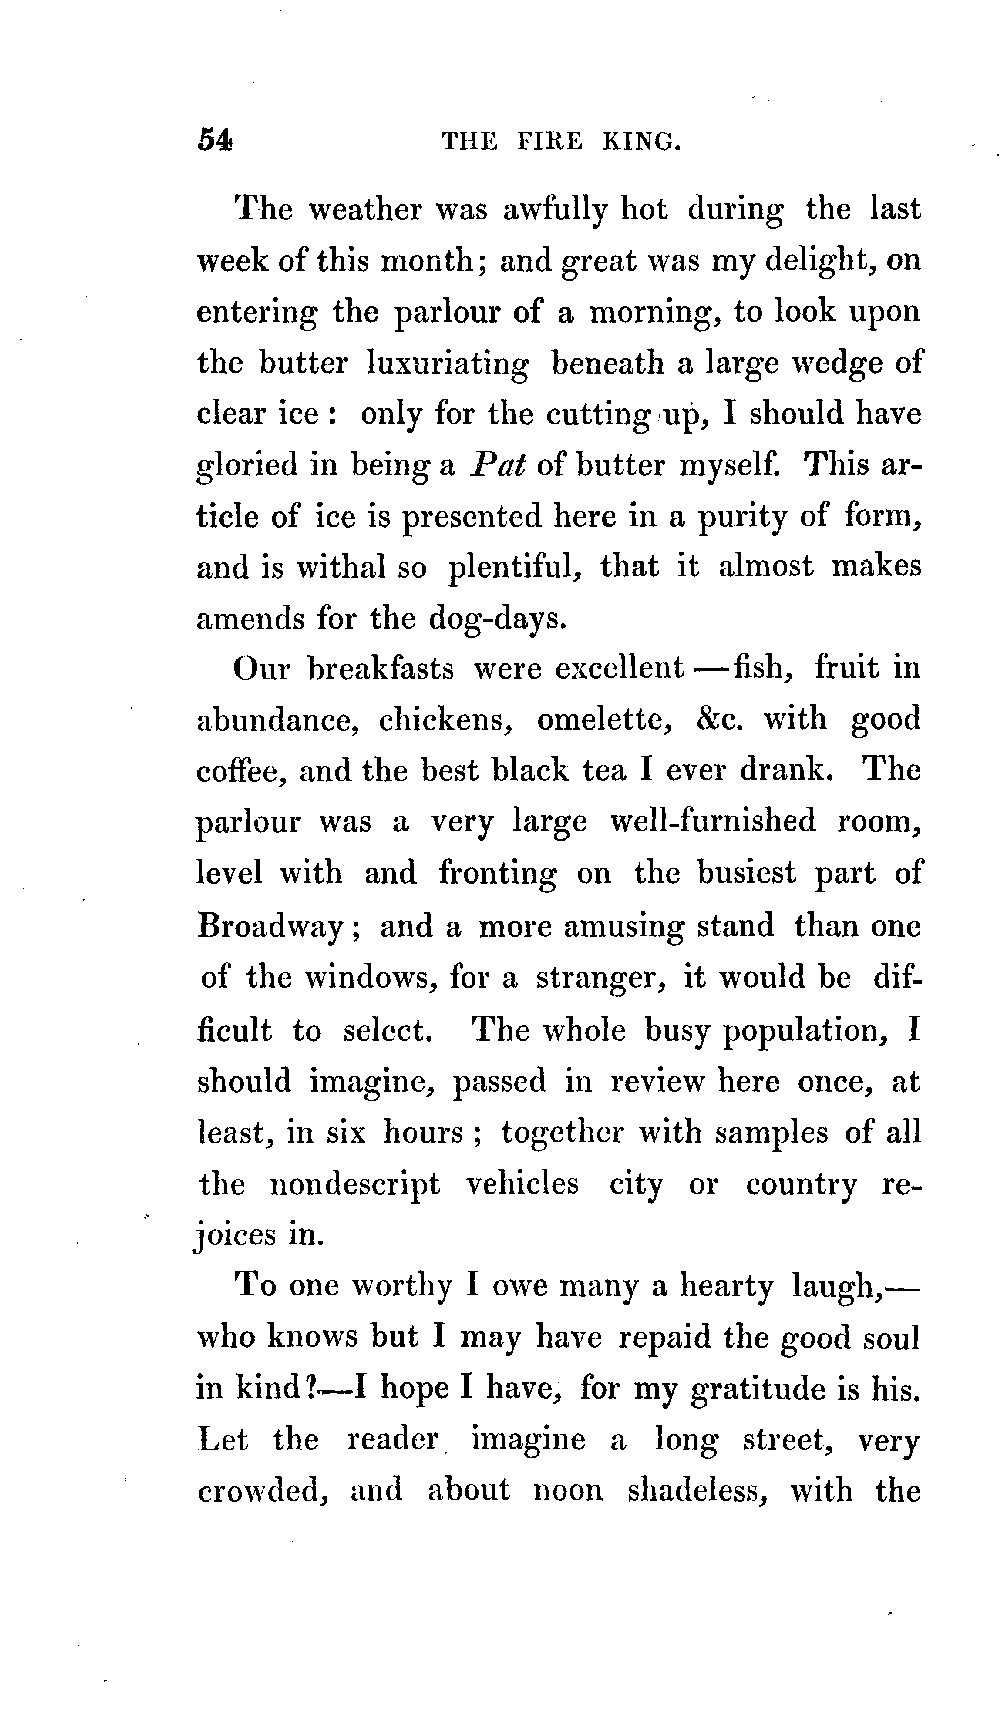 54 THE FIRE KING.
The weather was awfully hot during the last
week of this month; and great was my delight, on
entering the parlour of a morning, to look upon
the butter luxuriating beneath a large wedge of
clear ice : only for the cutting up, I should have
gloried in being a Pat of butter myself. This ar-
ticle of ice is presented here in a purity of form,
and is withal so plentiful, that it almost makes
amends for the dog-days.
Our breakfasts were excellent — fish, fruit in
abundance, chickens, omelette, &c. with good
coffee, and the best black tea I ever drank. The
parlour was a very large well-furnished room,
level with and fronting on the busiest part of
Broadway ; and a more amusing stand than one
of the windows, for a stranger, it would be dif-
ficult to select. The whole busy population, I
should imagine, passed in review here once, at
least, in six hours ; together with samples of all
the nondescript vehicles city or country re-
joices in.
To one worthy I owe many a hearty laugh,—
who knows but I may have repaid the good soul
in kind?—I hope I have, for my gratitude is his.
Let the reader imagine a long street, very
crowded, and about noon shadeless, with the